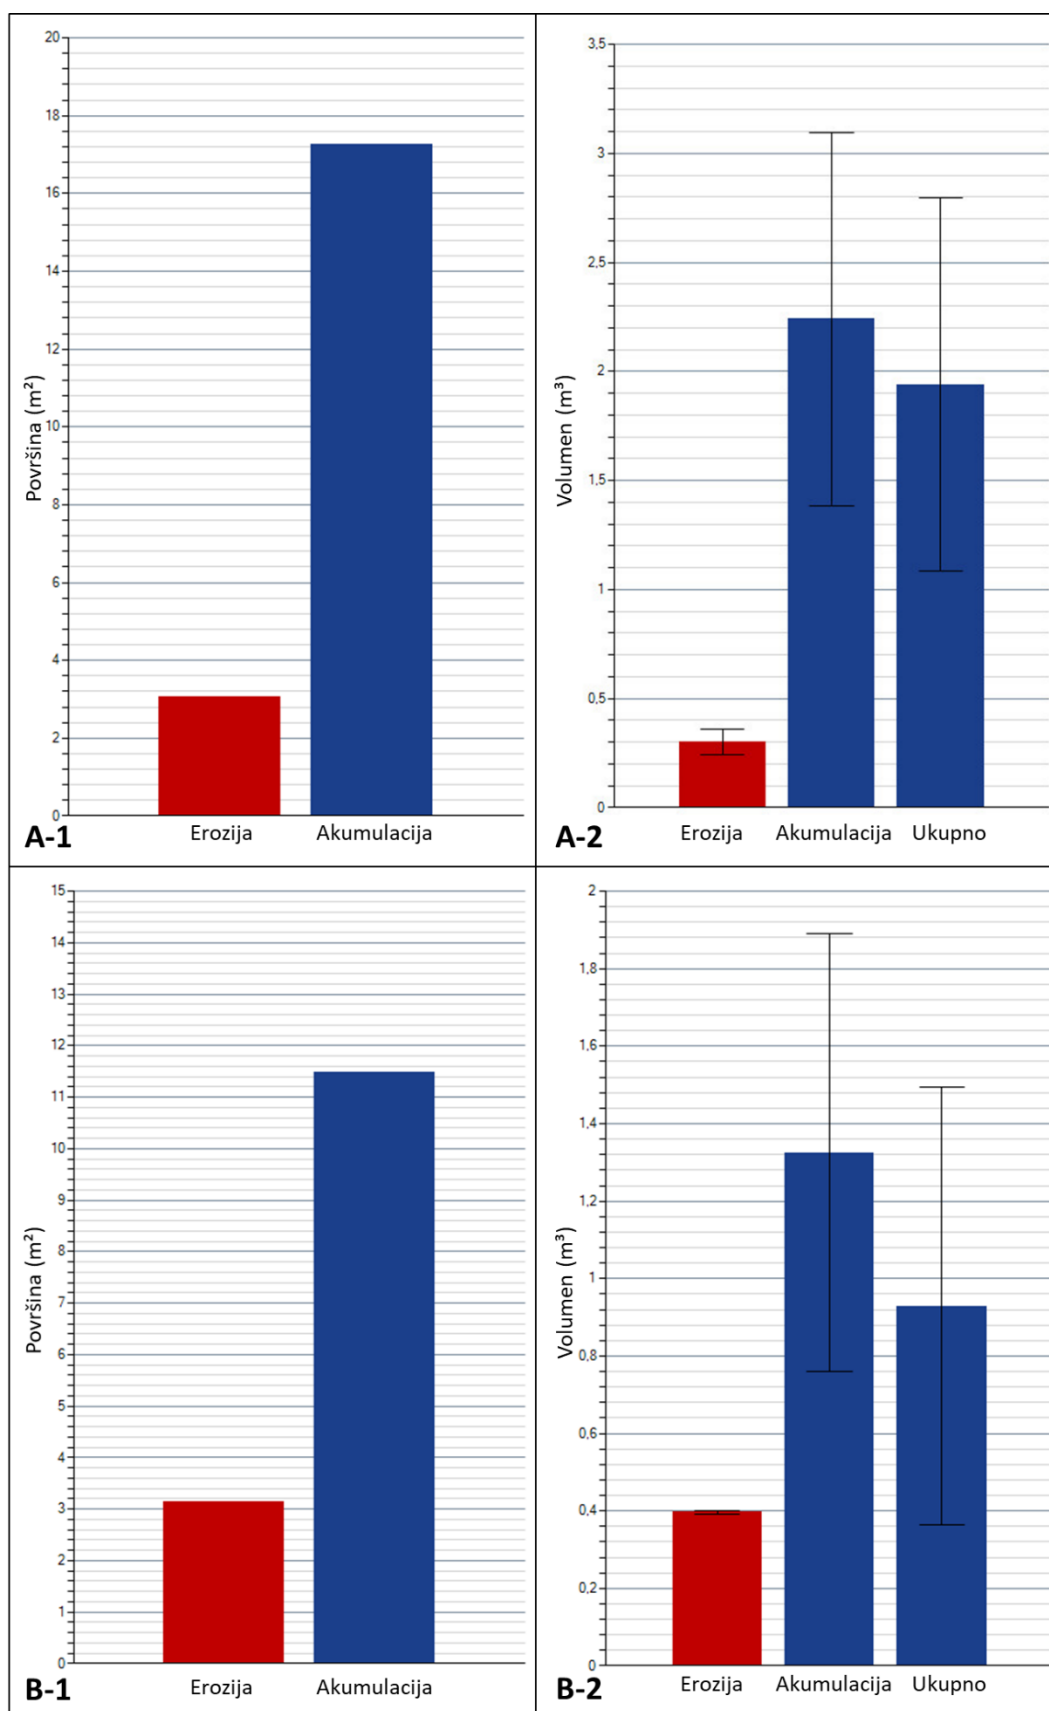 20
18
16
14
12
10
8
6
4
2
0
Površina (m²)
Erozija
Akumulacija
A-1
3,5
3
2,5
2
1,5
1
0,5
0
Volumen (m³)
Erozija
Akumulacija
Ukupno
A-2
15
14
13
12
11
10
9
8
7
6
5
4
3
2
1
0
Površina (m²)
Erozija
Akumulacija
B-1
2
1,8
1,6
1,4
1,2
1
0,8
0,6
0,4
0,2
0
Volumen (m³)
Erozija
Akumulacija
Ukupno
B-2